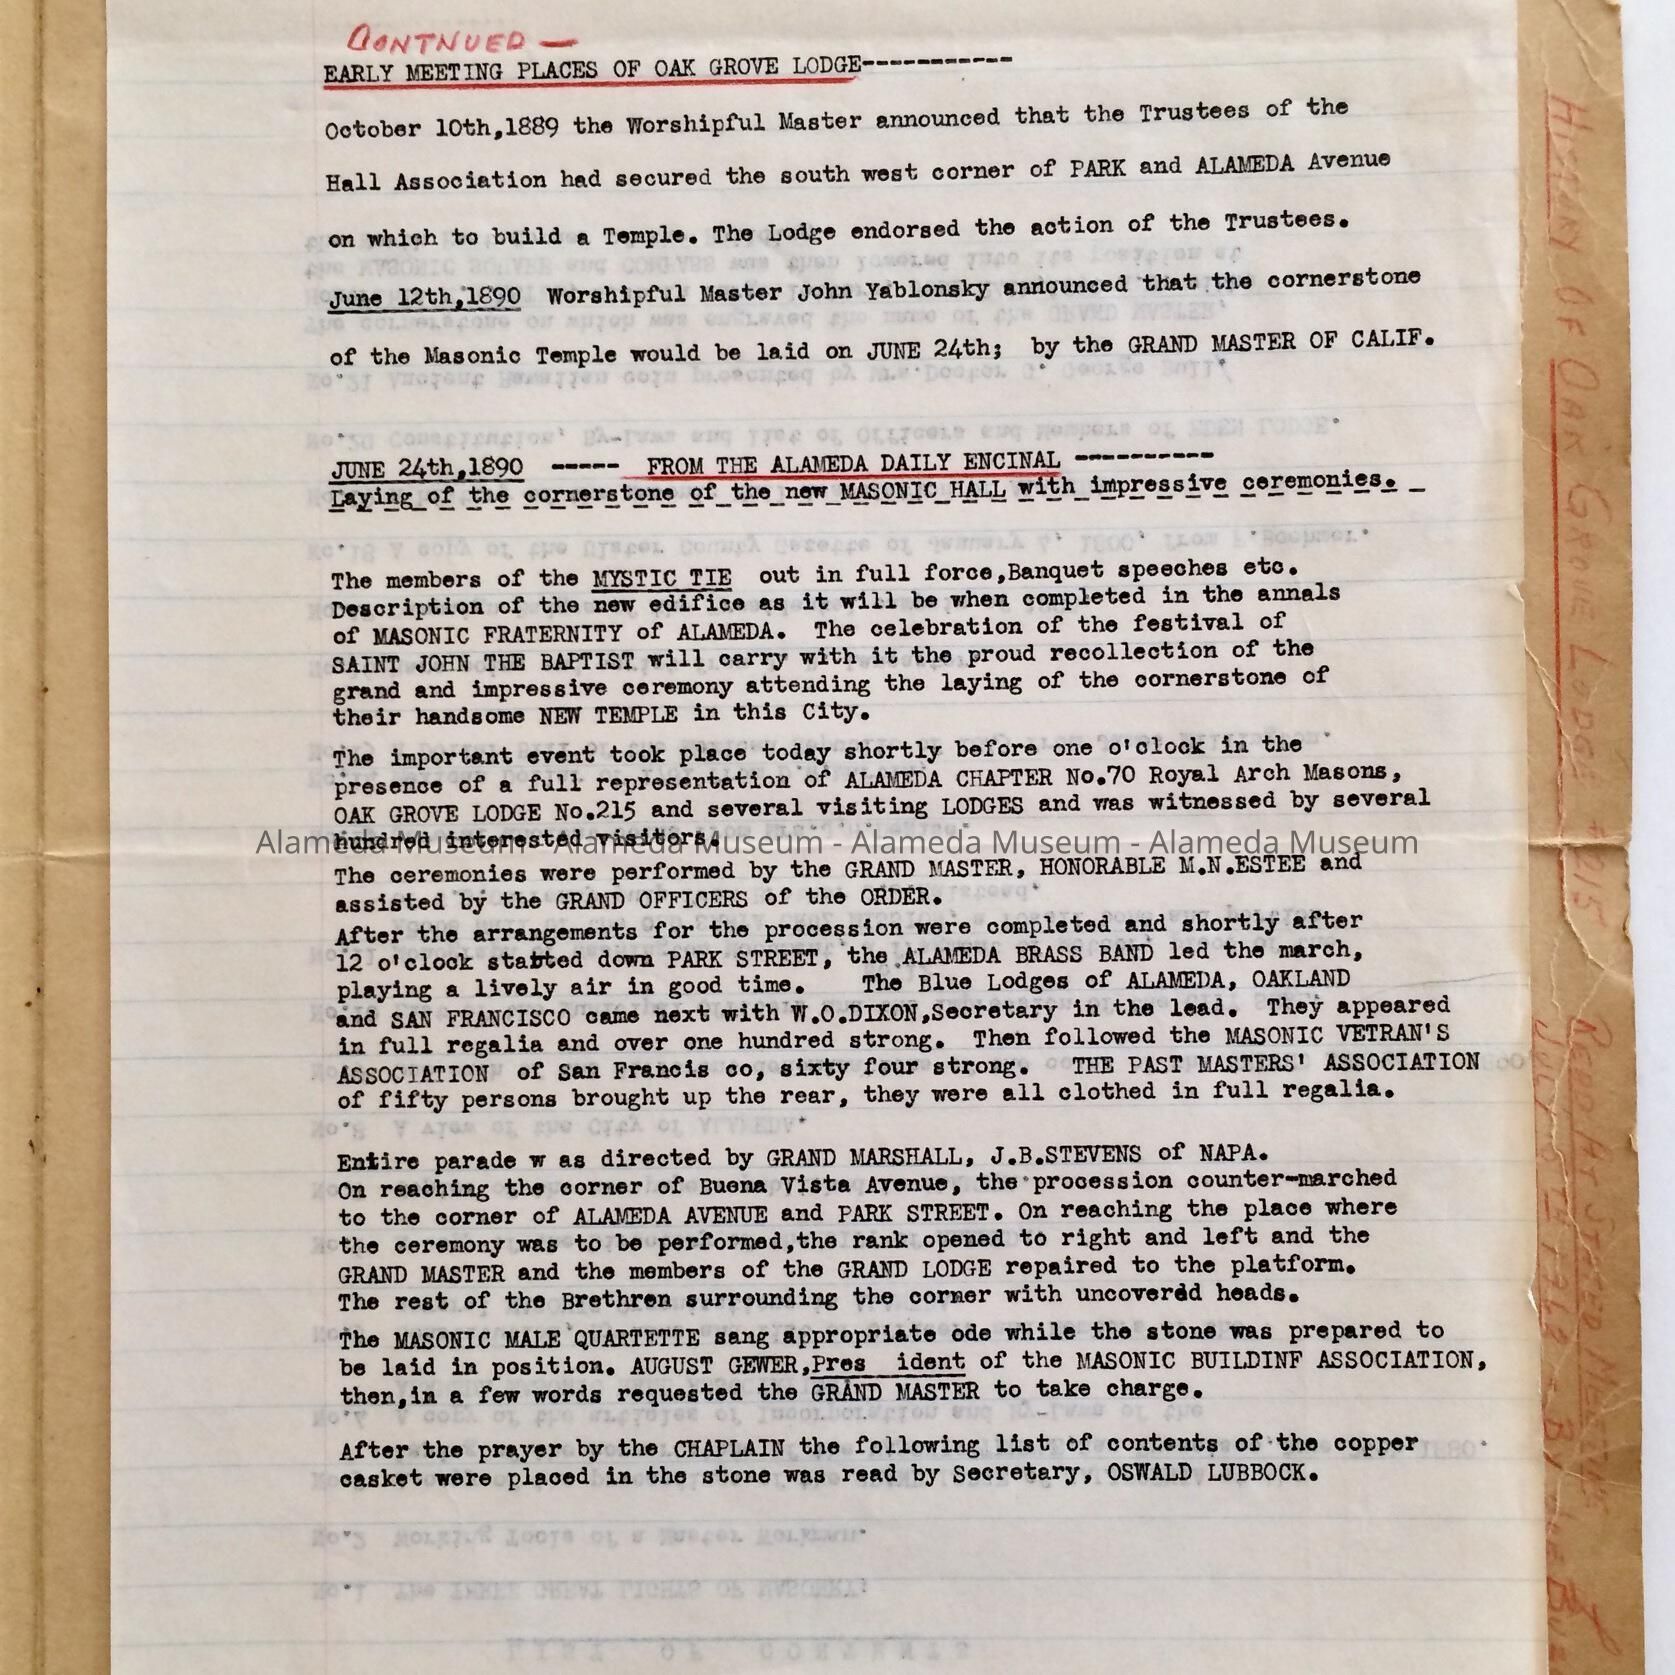 CONTNUED —
EARLY MEETING PLACES OF OAK GROVE LODGE-----------
October 10th,1889 the Worshipful Master announced that the Trustees of the
Hall Association had secured the south west corner of PARK and ALAMEDA Avenue
on which to build a Temple. The Lodge endorsed the action of the Trustees.
June 12th,1890 Worshipful Master John Yablonsky announced that the cornerstone
of the Masonic Temple would be laid on JUNE 24th; by the GRAND MASTER OF CALIF.
JUNE 24th,1890 ----- FROM THE ALAMEDA DAILY ENCINAL ----------
Laying of the cornerstone of the new MASONIC HALL with impressive ceremonies.
The members of the MYSTIC TIE out in full force,Banquet speeches etc.
Description of the new edifice as it will be when completed in the annals
of MASONIC FRATERNITY of ALAMEDA. The celebration of the festival of
SAINT JOHN THE BAPTIST will carry with it the proud recollection of the
grand and impressive ceremony attending the laying of the cornerstone of
their handsome NEW TEMPLE in this City.
The important event took place today shortly before one o'clock in the
presence of a full representation of ALAMEDA CHAPTER No.70 Royal Arch Masons,
OAK GROVE LODGE No.215 and several visiting LODGES and was witnessed by several
hundred interested visitors.
Alameda Museum - Alameda Museum - Alameda Museum - Alameda Museum
The ceremonies were performed by the GRAND MASTER, HONORABLE M.N.ESTEE and
assisted by the GRAND OFFICERS of the ORDER.
After the arrangements for the procession were completed and shortly after
12 o'clock statted down PARK STREET, the ALAMEDA BRASS BAND led the march,
playing a lively air in good time. The Blue Lodges of ALAMEDA, OAKLAND
and SAN FRANCISCO came next with W.O.DIXON,Secretary in the lead. They appeared
in full regalia and over one hundred strong. Then followed the MASONIC VETRAN'S
ASSOCIATION of San Francis co, sixty four strong. THE PAST MASTERS' ASSOCIATION
of fifty persons brought up the rear, they were all clothed in full regalia.
Entire parade w as directed by GRAND MARSHALL, J.B.STEVENS of NAPA.
On reaching the corner of Buena Vista Avenue, the procession counter-marched
to the corner of ALAMEDA AVENUE and PARK STREET. On reaching the place where
the ceremony was to be performed,the rank opened to right and left and the
GRAND MASTER and the members of the GRAND LODGE repaired to the platform.
The rest of the Brethren surrounding the corner with uncoverdd heads.
The MASONIC MALE QUARTETTE sang appropriate ode while the stone was prepared to
be laid in position. AUGUST GEWER,Pres ident of the MASONIC BUILDINF ASSOCIATION,
then,in a few words requested the GRAND MASTER to take charge.
After the prayer by the CHAPLAIN the following list of contents of the copper
casket were placed in the stone was read by Secretary, OSWALD LUBBOCK.
HISTORY OF OAK GROVE LODGE #215 READ AT STATED MEETING